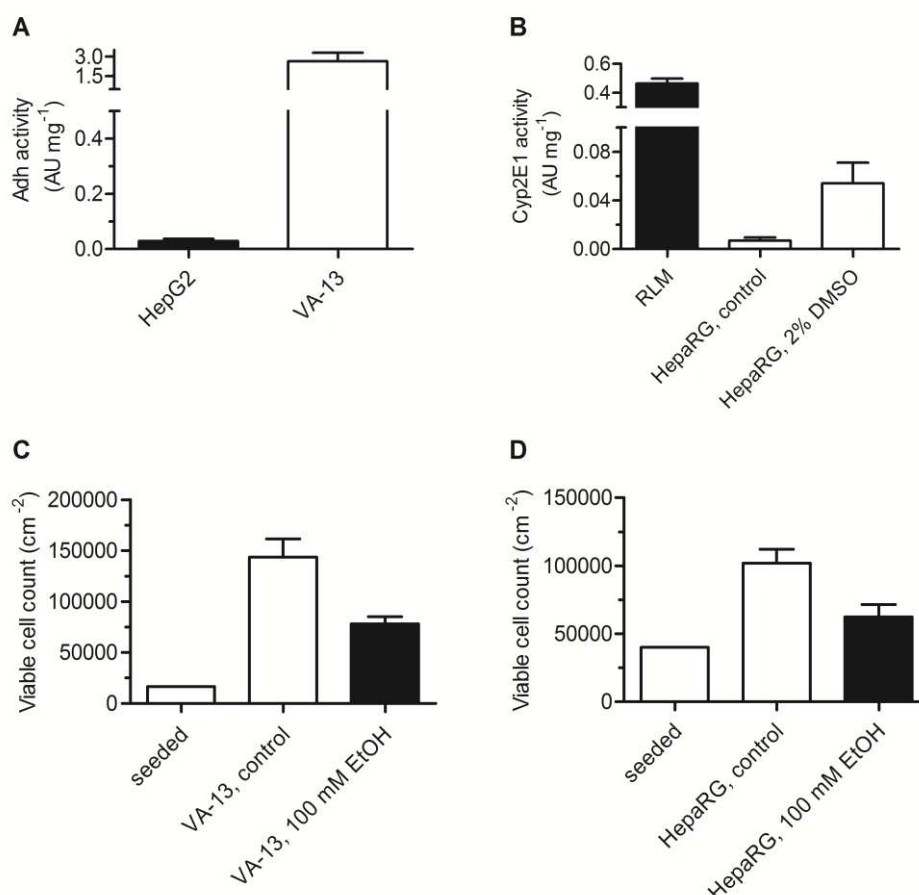 A
Adh activity
(AU mg-1)
3.0
1.5
0.4
0.2
0.0
HepG2
VA-13
B
Cyp2E1 activity
(AU mg-1)
0.6
0.4
0.08
0.04
0.00
RLM
HepaRG, control
HepaRG, 2% DMSO
C
Viable cell count (cm-2)
200000
150000
100000
50000
0
seeded
VA-13, control
VA-13, 100 mM EtOH
D
Viable cell count (cm-2)
150000
100000
50000
0
seeded
HepaRG, control
HepaRG, 100 mM EtOH